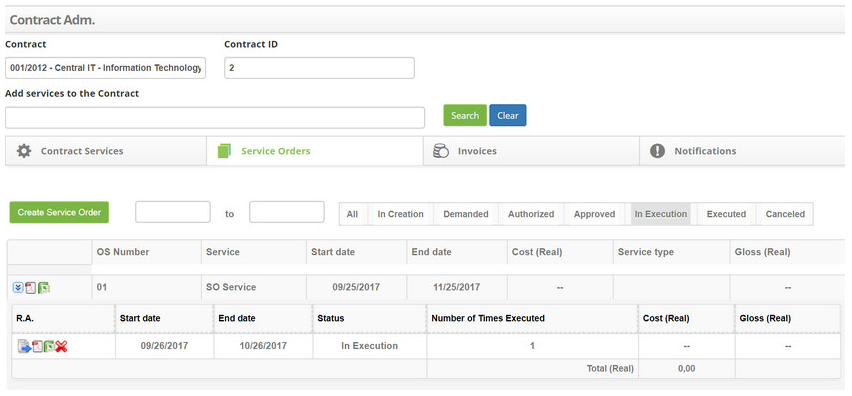 Contract Adm.
Contract Contract ID
001/2012 - Central IT - Information Technology 2
Add services to the Contract
Search Clear
Contract Services Service Orders Invoices Notifications
Create Service Order to All In Creation Demanded Authorized Approved In Execution Executed Canceled
OS Number Service Start date End date Cost (Real) Service type Gloss (Real)
01 SO Service 09/25/2017 11/25/2017 -- --
R.A. Start date End date Status Number of Times Executed Cost (Real) Gloss (Real)
09/26/2017 10/26/2017 In Execution 1 -- --
Total (Real) 0,00